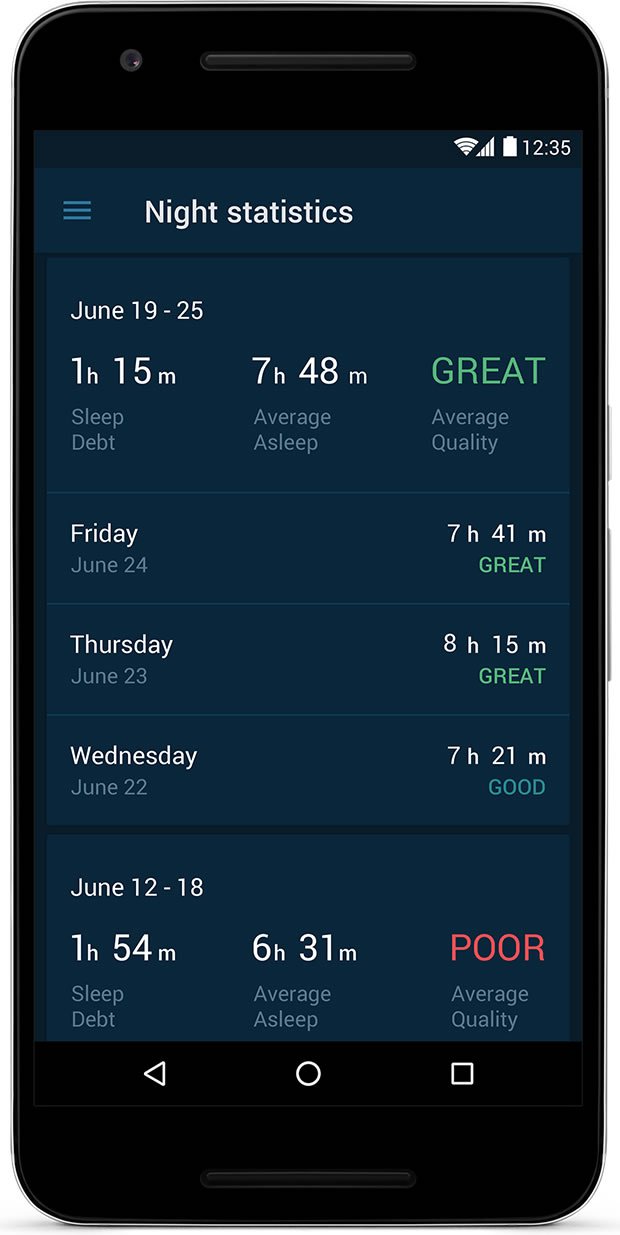 12:35
Night statistics
June 19 - 25
1h 15 m 7h 48 m GREAT
Sleep Average Average
Debt Asleep Quality
Friday 7 h 41 m
June 24 GREAT
Thursday 8 h 15 m
June 23 GREAT
Wednesday 7 h 21 m
June 22 GOOD
June 12 - 18
1h 54 m 6h 31m POOR
Sleep Average Average
Debt Asleep Quality